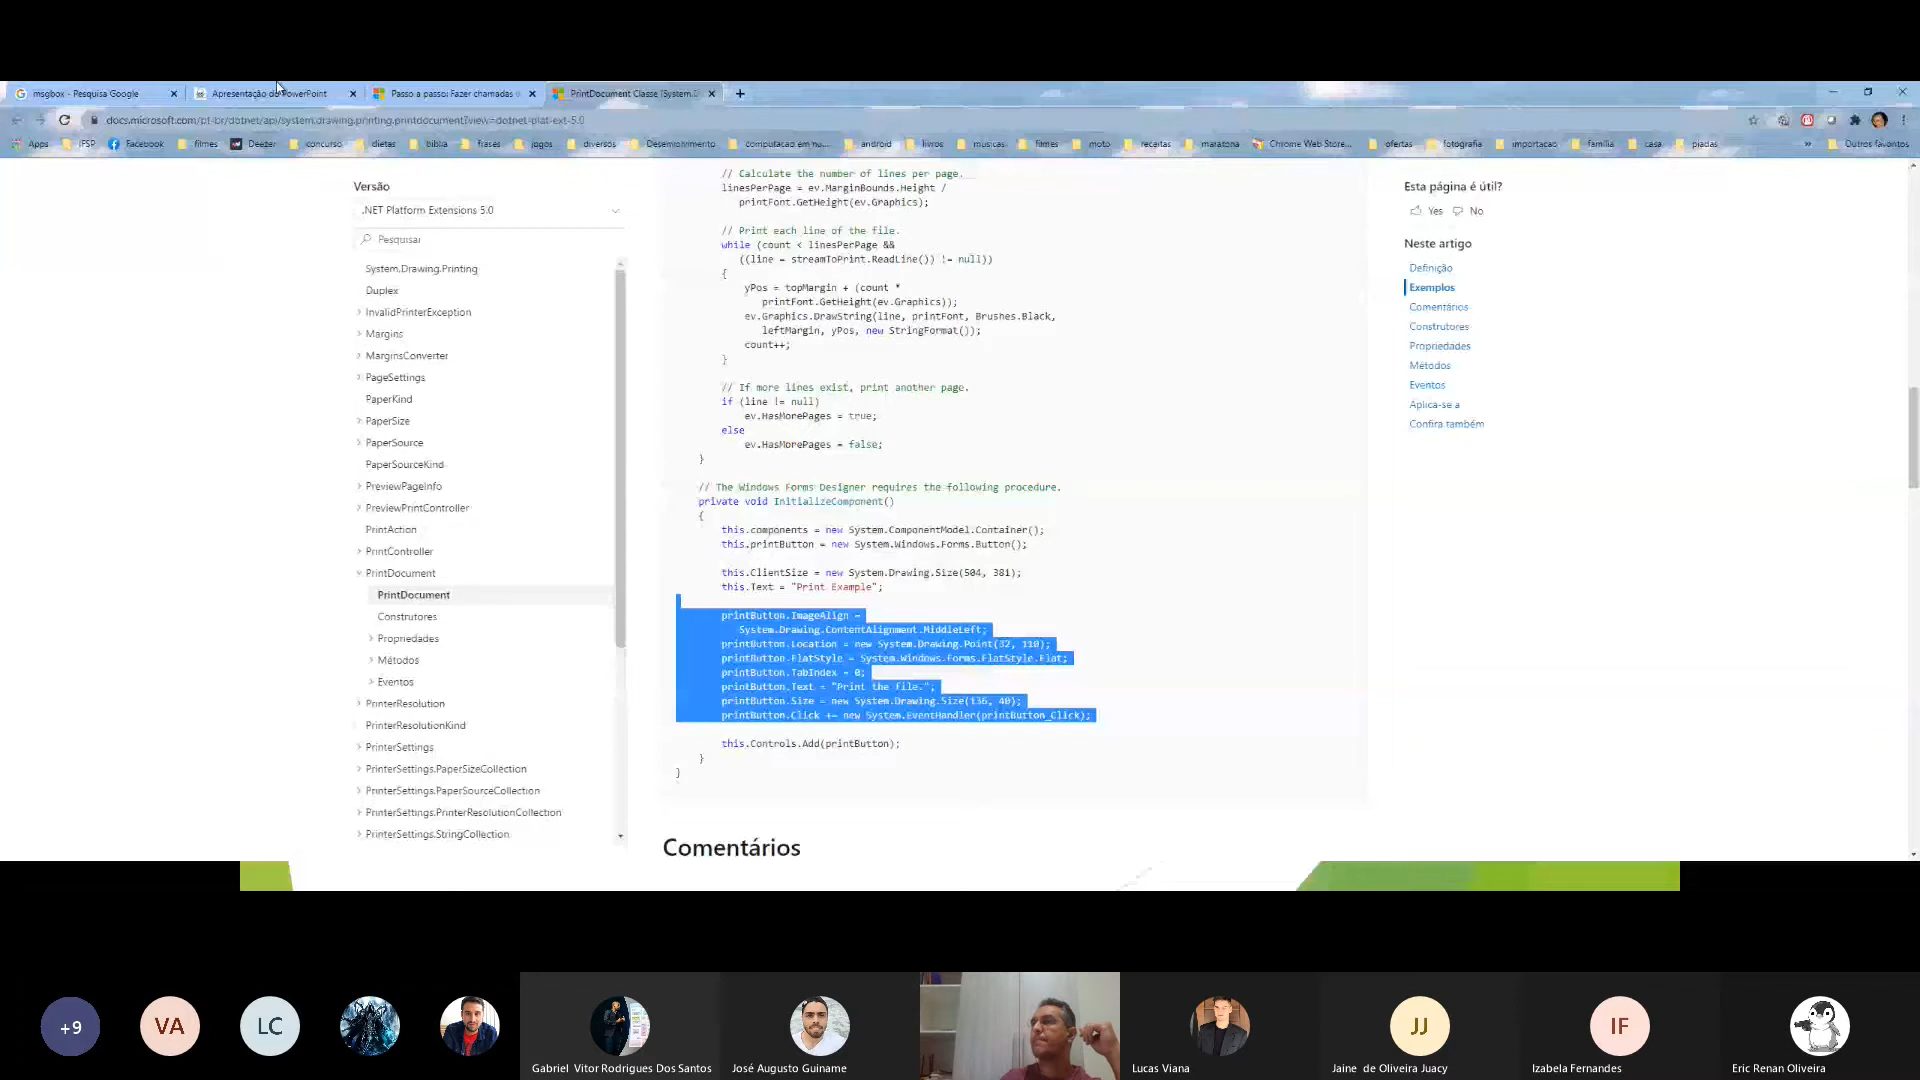 msgbox - Pesquisa Google
Apresentação do PowerPoint
Passo a passo: Fazer chamadas
PrintDocument Classe (System.D
docs.microsoft.com/pt-br/dotnet/api/system.drawing.printing.printdocument?view=dotnet-plat-ext-5.0
Apps
IFSP
Facebook
filmes
Deezer
concurso
dietas
biblia
frases
jogos
diversos
Desenvolvimento
computacao em nu...
android
livros
musicas
filmes
moto
receitas
maratona
Chrome Web Store...
ofertas
fotografia
importacao
familia
casa
piadas
»
Outros favoritos
Versão
.NET Platform Extensions 5.0
Pesquisar
System.Drawing.Printing
Duplex
InvalidPrinterException
Margins
MarginsConverter
PageSettings
PaperKind
PaperSize
PaperSource
PaperSourceKind
PreviewPageInfo
PreviewPrintController
PrintAction
PrintController
PrintDocument
PrintDocument
Construtores
Propriedades
Métodos
Eventos
PrinterResolution
PrinterResolutionKind
PrinterSettings
PrinterSettings.PaperSizeCollection
PrinterSettings.PaperSourceCollection
PrinterSettings.PrinterResolutionCollection
PrinterSettings.StringCollection
// Calculate the number of lines per page.
linesPerPage = ev.MarginBounds.Height /
printFont.GetHeight(ev.Graphics);
// Print each line of the file.
while (count < linesPerPage &&
((line = streamToPrint.ReadLine()) != null))
{
yPos = topMargin + (count *
printFont.GetHeight(ev.Graphics));
ev.Graphics.DrawString(line, printFont, Brushes.Black,
leftMargin, yPos, new StringFormat());
count++;
}
// If more lines exist, print another page.
if (line != null)
ev.HasMorePages = true;
else
ev.HasMorePages = false;
}
// The Windows Forms Designer requires the following procedure.
private void InitializeComponent()
{
this.components = new System.ComponentModel.Container();
this.printButton = new System.Windows.Forms.Button();
this.ClientSize = new System.Drawing.Size(504, 381);
this.Text = "Print Example";
printButton.ImageAlign =
System.Drawing.ContentAlignment.MiddleLeft;
printButton.Location = new System.Drawing.Point(32, 110);
printButton.FlatStyle = System.Windows.Forms.FlatStyle.Flat;
printButton.TabIndex = 0;
printButton.Text = "Print the file.";
printButton.Size = new System.Drawing.Size(136, 40);
printButton.Click += new System.EventHandler(printButton_Click);
this.Controls.Add(printButton);
}
}
Comentários
Esta página é útil?
Yes No
Neste artigo
Definição
Exemplos
Comentários
Construtores
Propriedades
Métodos
Eventos
Aplica-se a
Confira também
+9
VA
LC
Gabriel Vitor Rodrigues Dos Santos
José Augusto Guiname
Lucas Viana
JJ
Jaine de Oliveira Juacy
IF
Izabela Fernandes
Eric Renan Oliveira